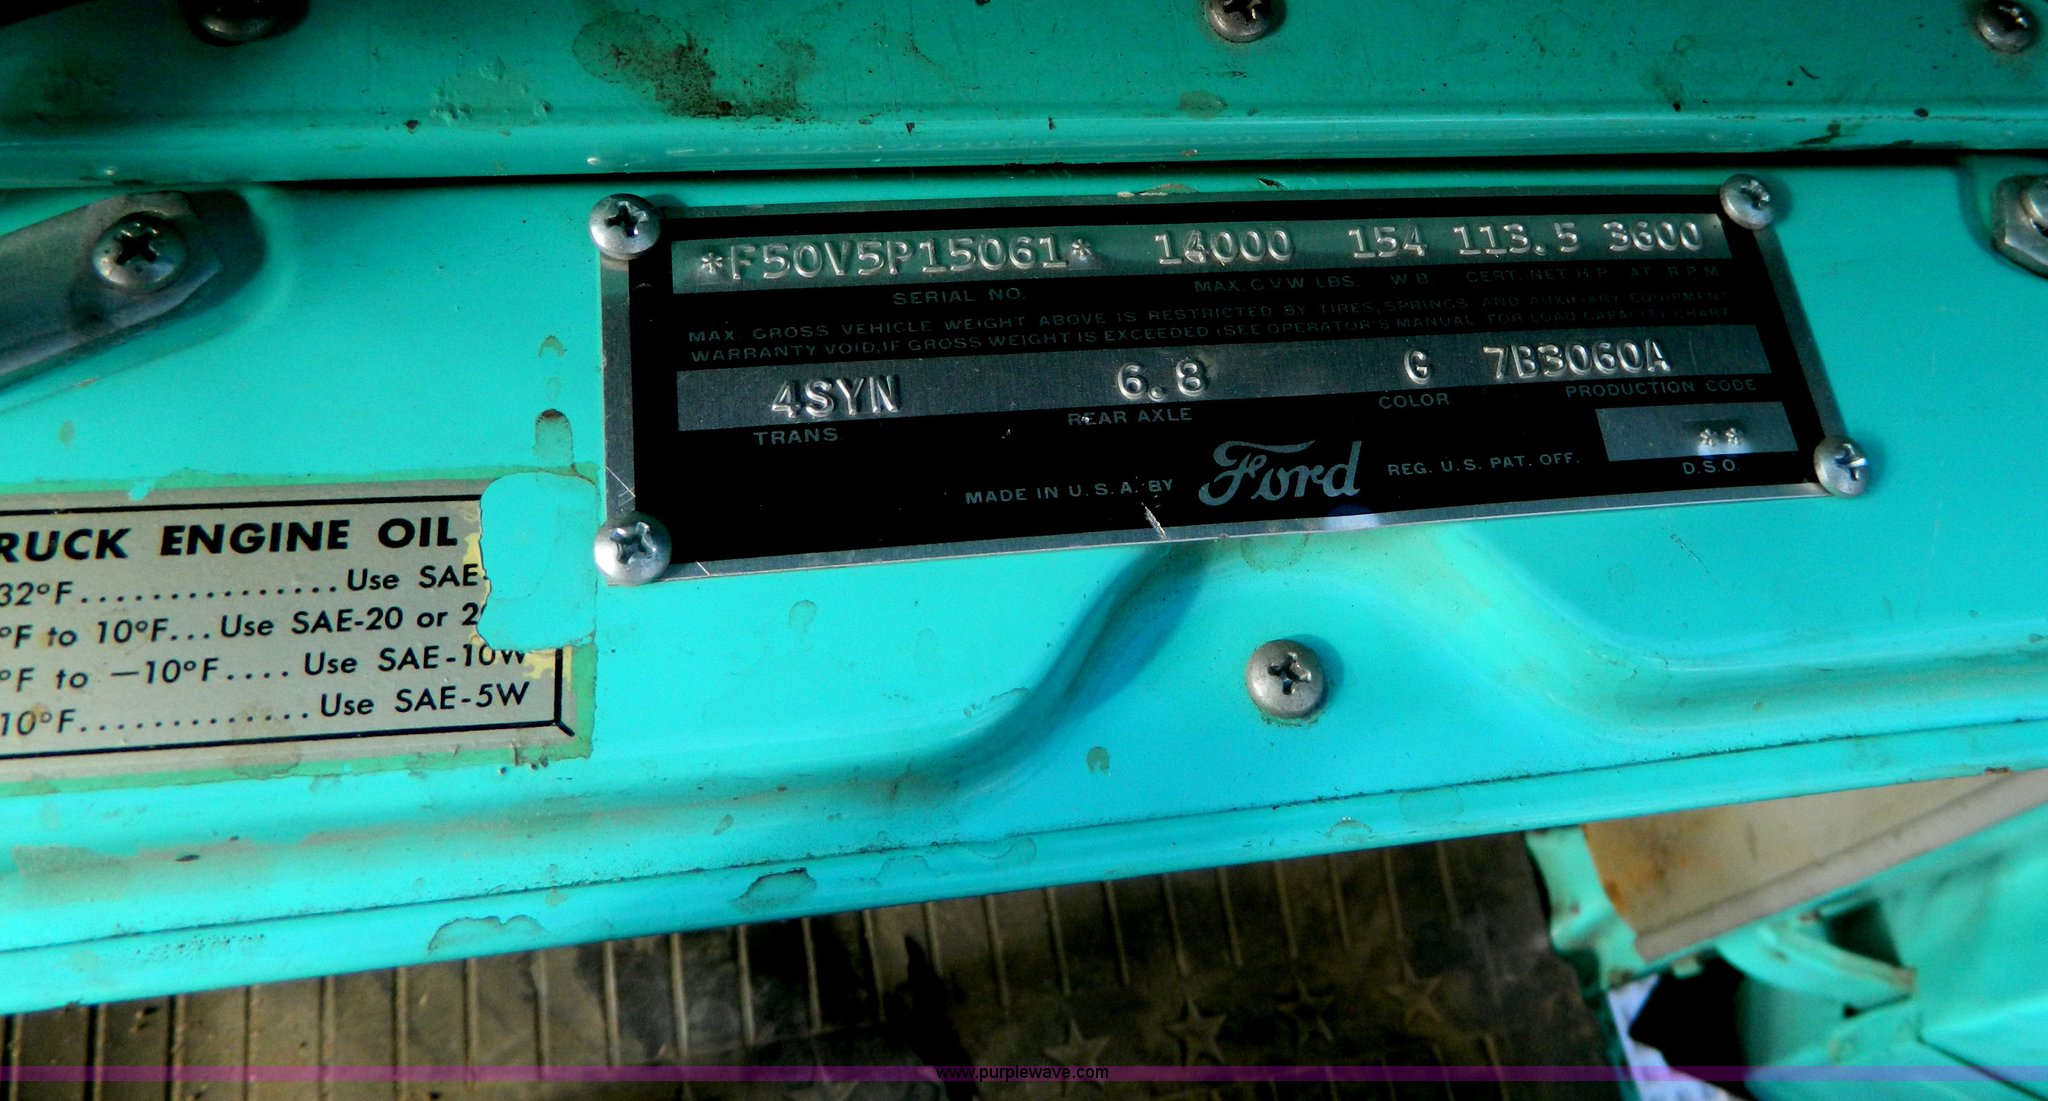 *F50V5P15061* 14000 154 113.5 3600
SERIAL NO. MAX. G.V.W. LBS. W.B. CERT. NET H.P. AT R.P.M.
MAX. GROSS VEHICLE WEIGHT ABOVE IS RESTRICTED BY TIRES, SPRINGS AND AUXILIARY EQUIPMENT
WARRANTY VOID, IF GROSS WEIGHT IS EXCEEDED (SEE OPERATOR'S MANUAL FOR LOAD CAPACITY CHART
4SYN 6.8 G 7B3060A
TRANS. REAR AXLE COLOR PRODUCTION CODE
**
MADE IN U.S.A. BY Ford REG. U.S. PAT. OFF. D.S.O.
RUCK ENGINE OIL
32°F................Use SAE-
°F to 10°F...Use SAE-20 or 2
°F to —10°F....Use SAE-10W
10°F..............Use SAE-5W
www.purplewave.com